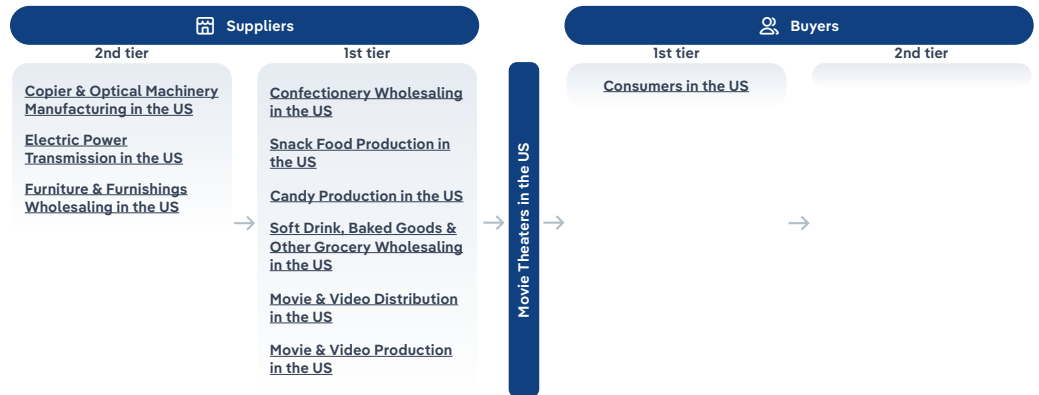 Suppliers
Buyers
2nd tier
1st tier
1st tier
2nd tier
Copier & Optical Machinery
Manufacturing in the US
Electric Power
Transmission in the US
Furniture & Furnishings
Wholesaling in the US
Confectionery Wholesaling
in the US
Snack Food Production in
the US
Candy Production in the US
Soft Drink, Baked Goods &
Other Grocery Wholesaling
in the US
Movie & Video Distribution
in the US
Movie & Video Production
in the US
Movie Theaters in the US
Consumers in the US